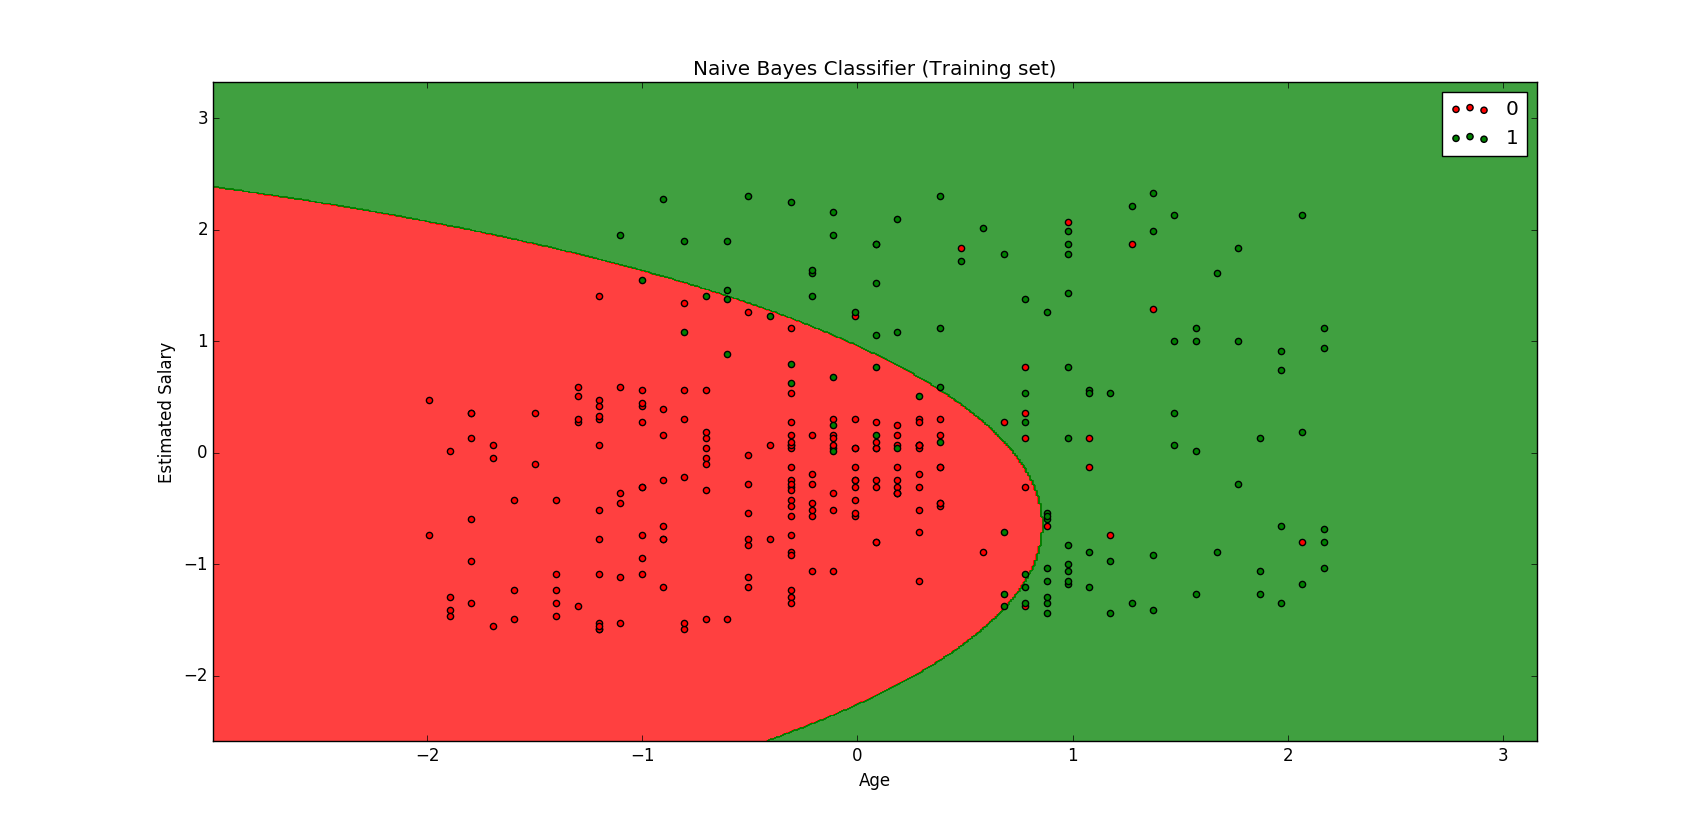 Naive Bayes Classifier (Training set)
0
1
3
2
1
0
−1
−2
Estimated Salary
−2 −1 0 1 2 3
Age